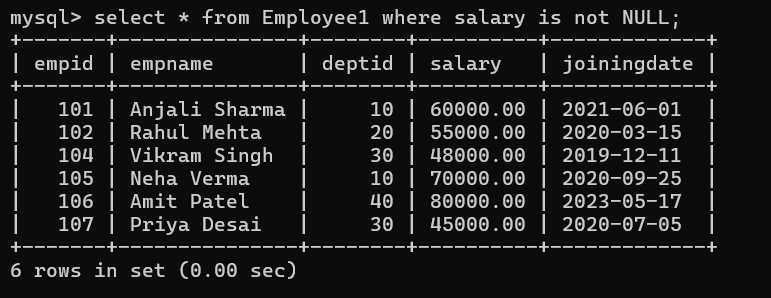 mysql> select * from Employee1 where salary is not NULL;
+-------+---------------+--------+----------+-------------+
| empid | empname       | deptid | salary   | joiningdate |
+-------+---------------+--------+----------+-------------+
|   101 | Anjali Sharma |     10 | 60000.00 | 2021-06-01  |
|   102 | Rahul Mehta   |     20 | 55000.00 | 2020-03-15  |
|   104 | Vikram Singh  |     30 | 48000.00 | 2019-12-11  |
|   105 | Neha Verma    |     10 | 70000.00 | 2020-09-25  |
|   106 | Amit Patel    |     40 | 80000.00 | 2023-05-17  |
|   107 | Priya Desai   |     30 | 45000.00 | 2020-07-05  |
+-------+---------------+--------+----------+-------------+
6 rows in set (0.00 sec)